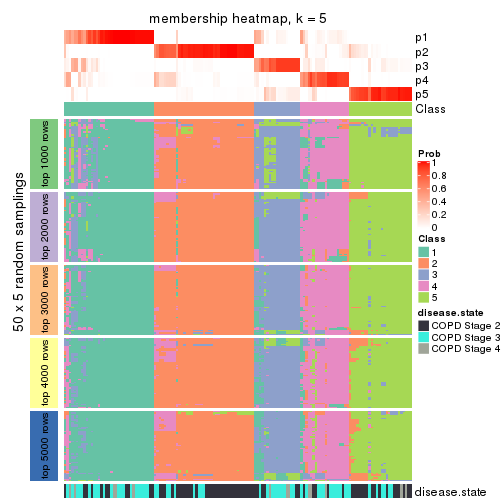 membership heatmap, k = 5
p1
p2
p3
p4
p5
Class
50 x 5 random samplings
top 1000 rows
top 2000 rows
top 3000 rows
top 4000 rows
top 5000 rows
Prob
1
0.8
0.6
0.4
0.2
0
Class
1
2
3
4
5
disease.state
COPD Stage 2
COPD Stage 3
COPD Stage 4
disease.state